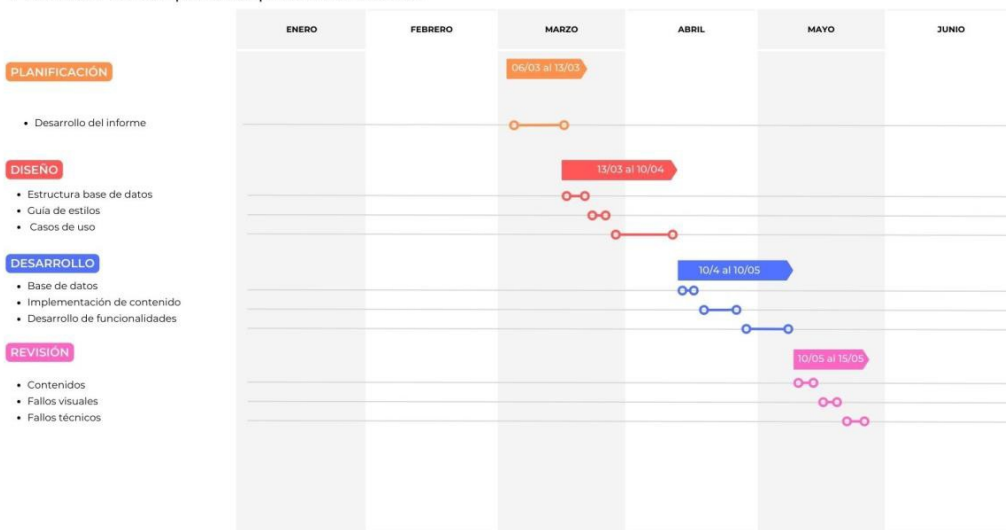 ENERO FEBRERO MARZO ABRIL MAYO JUNIO
PLANIFICACIÓN
06/03 al 13/03
• Desarrollo del informe
DISEÑO
13/03 al 10/04
• Estructura base de datos
• Guía de estilos
• Casos de uso
DESARROLLO
10/4 al 10/05
• Base de datos
• Implementación de contenido
• Desarrollo de funcionalidades
REVISIÓN
10/05 al 15/05
• Contenidos
• Fallos visuales
• Fallos técnicos